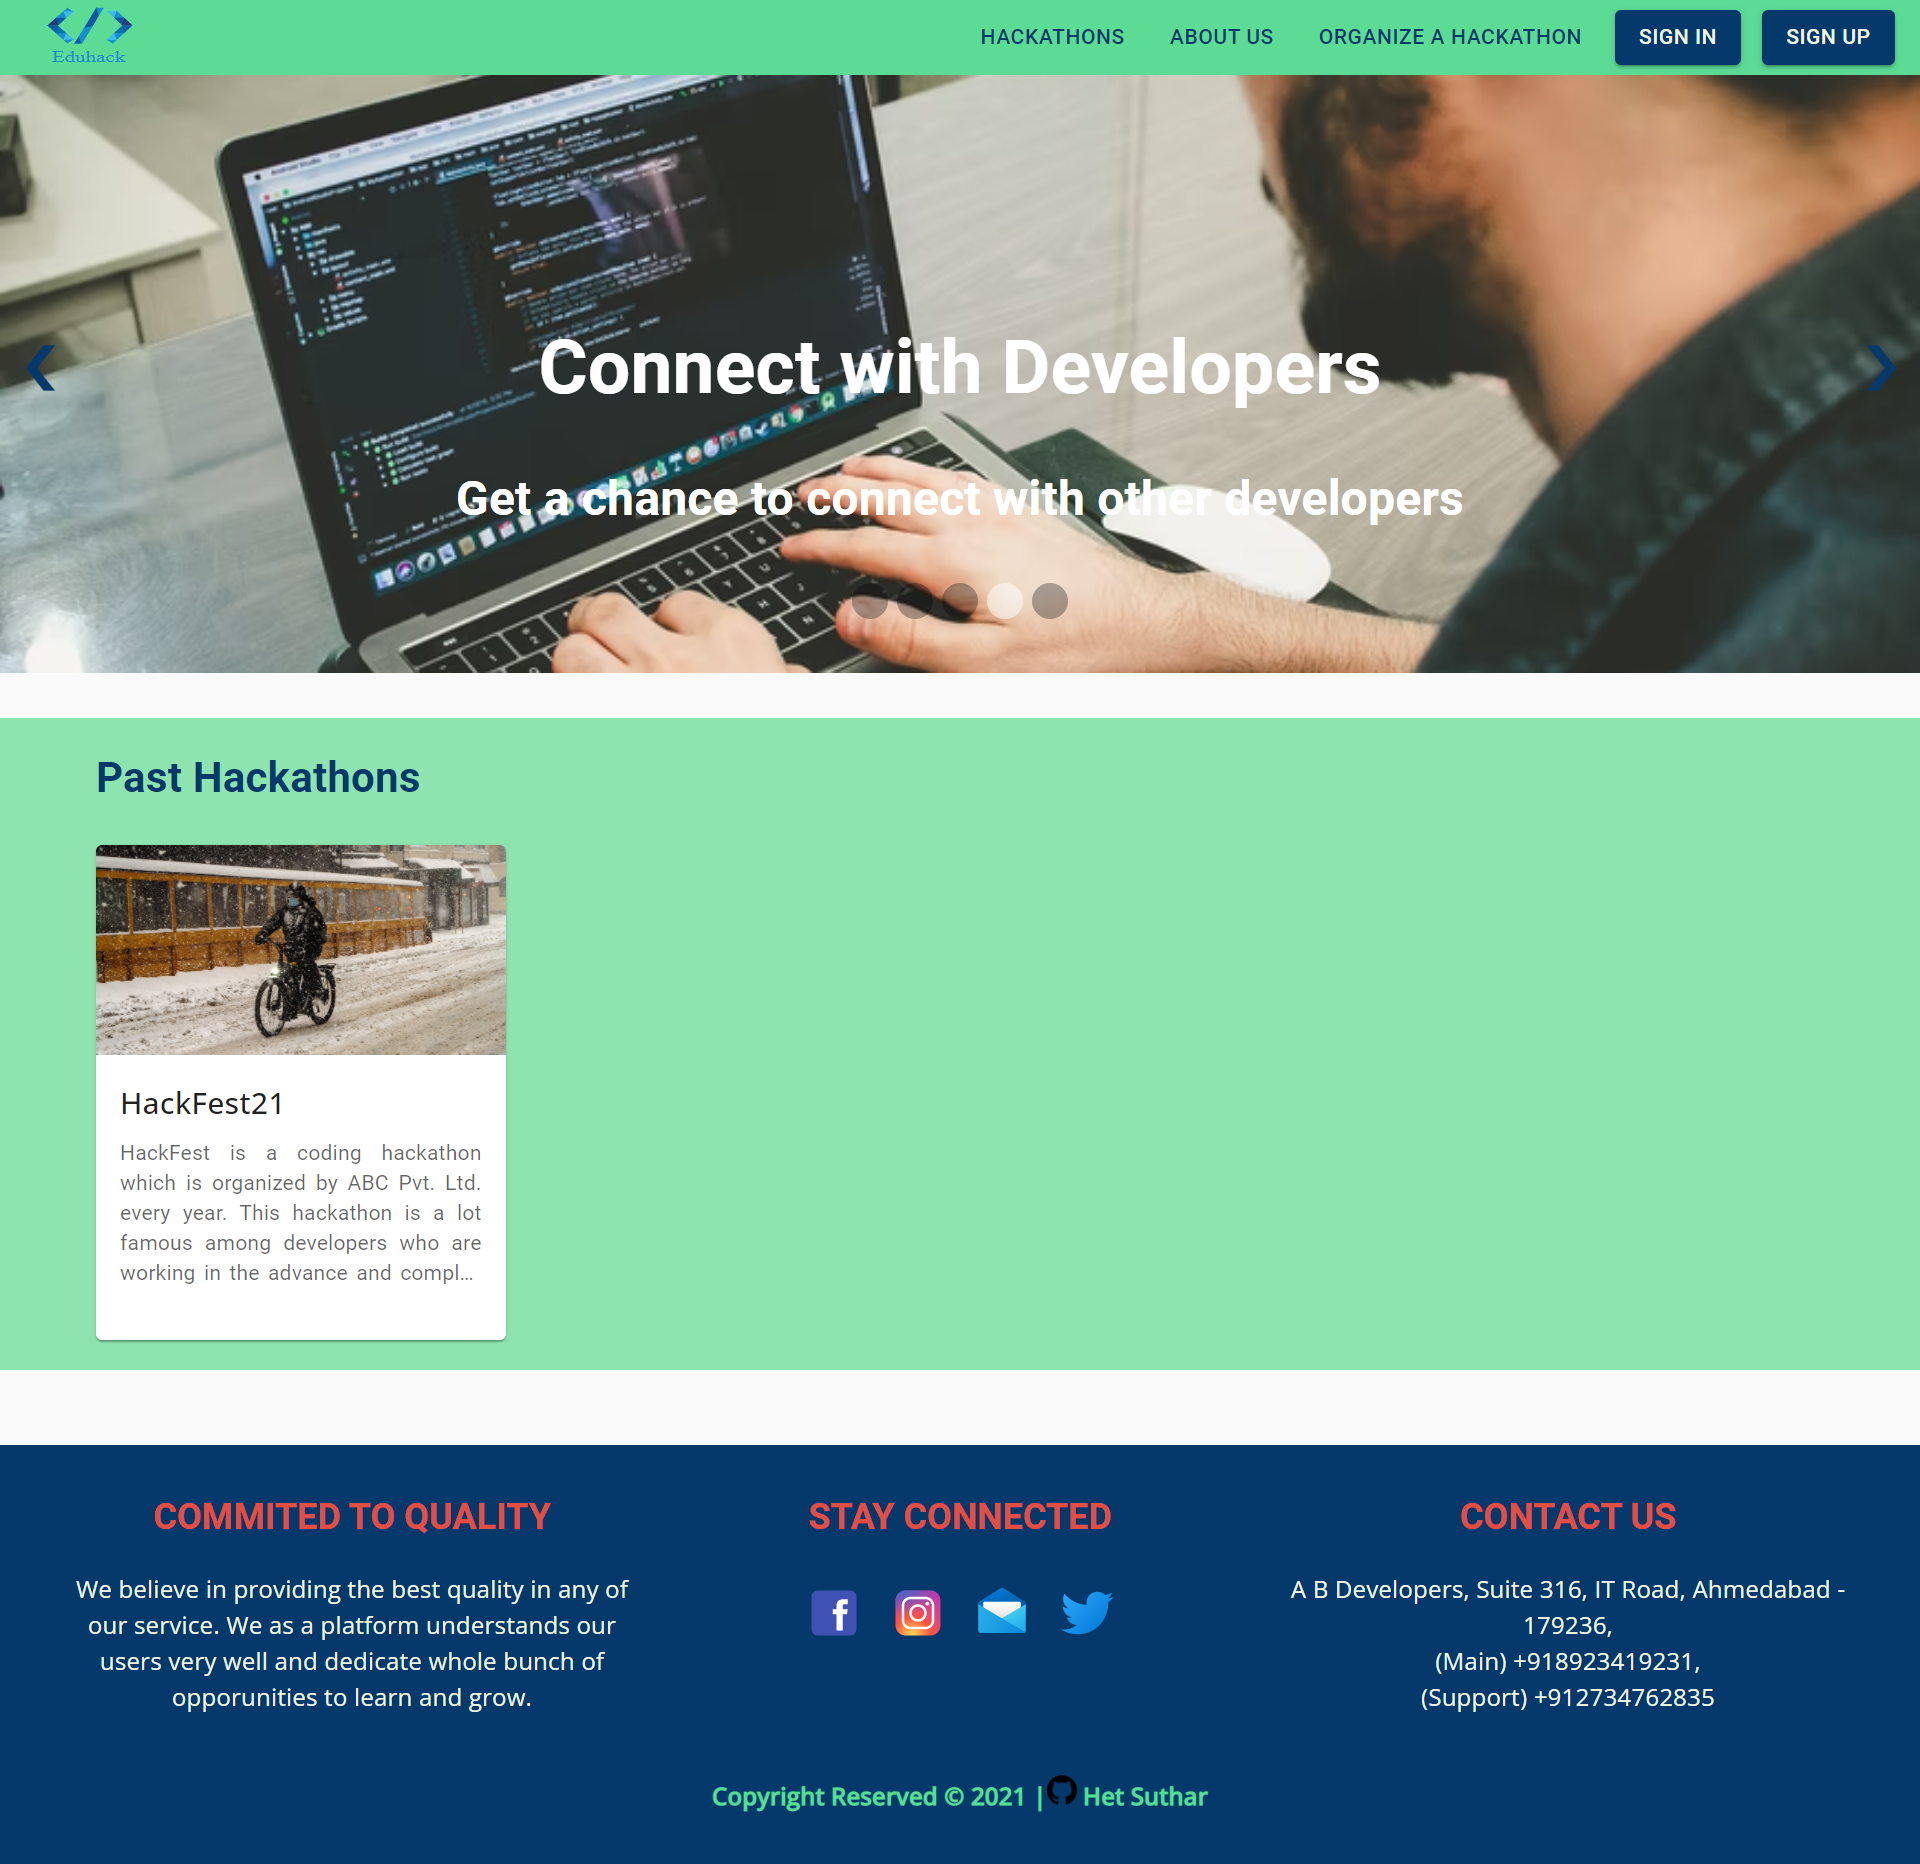 Eduhack
HACKATHONS ABOUT US ORGANIZE A HACKATHON SIGN IN SIGN UP
Connect with Developers
Get a chance to connect with other developers
Past Hackathons
HackFest21
HackFest is a coding hackathon
which is organized by ABC Pvt. Ltd.
every year. This hackathon is a lot
famous among developers who are
working in the advance and compl...
COMMITED TO QUALITY
We believe in providing the best quality in any of
our service. We as a platform understands our
users very well and dedicate whole bunch of
opporunities to learn and grow.
STAY CONNECTED
CONTACT US
A B Developers, Suite 316, IT Road, Ahmedabad -
179236,
(Main) +918923419231,
(Support) +912734762835
Copyright Reserved © 2021 | Het Suthar